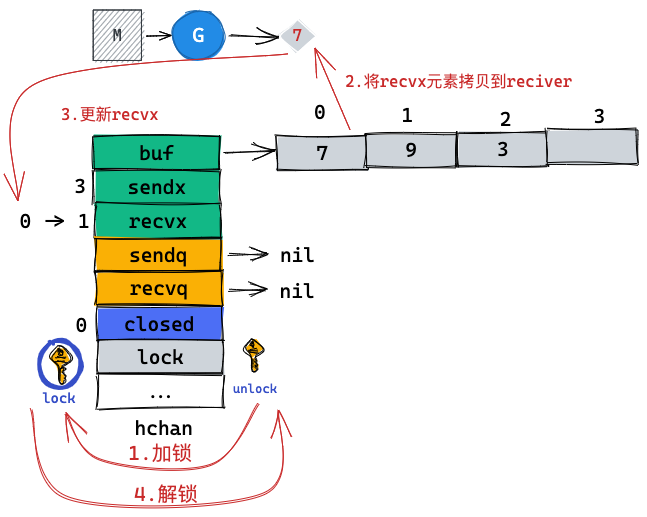 M
G
7
2.将recvx元素拷贝到reciver
3.更新recvx
0 1 2 3
buf
7 9 3
3 sendx
0 → 1 recvx
sendq → nil
recvq → nil
0 closed
lock
lock
unlock
...
hchan
1.加锁
4.解锁